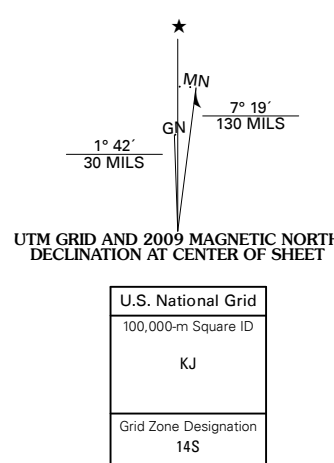 MN
GN
7° 19´
130 MILS
1° 42´
30 MILS
UTM GRID AND 2009 MAGNETIC NORTH
DECLINATION AT CENTER OF SHEET
U.S. National Grid
100,000-m Square ID
KJ
Grid Zone Designation
14S